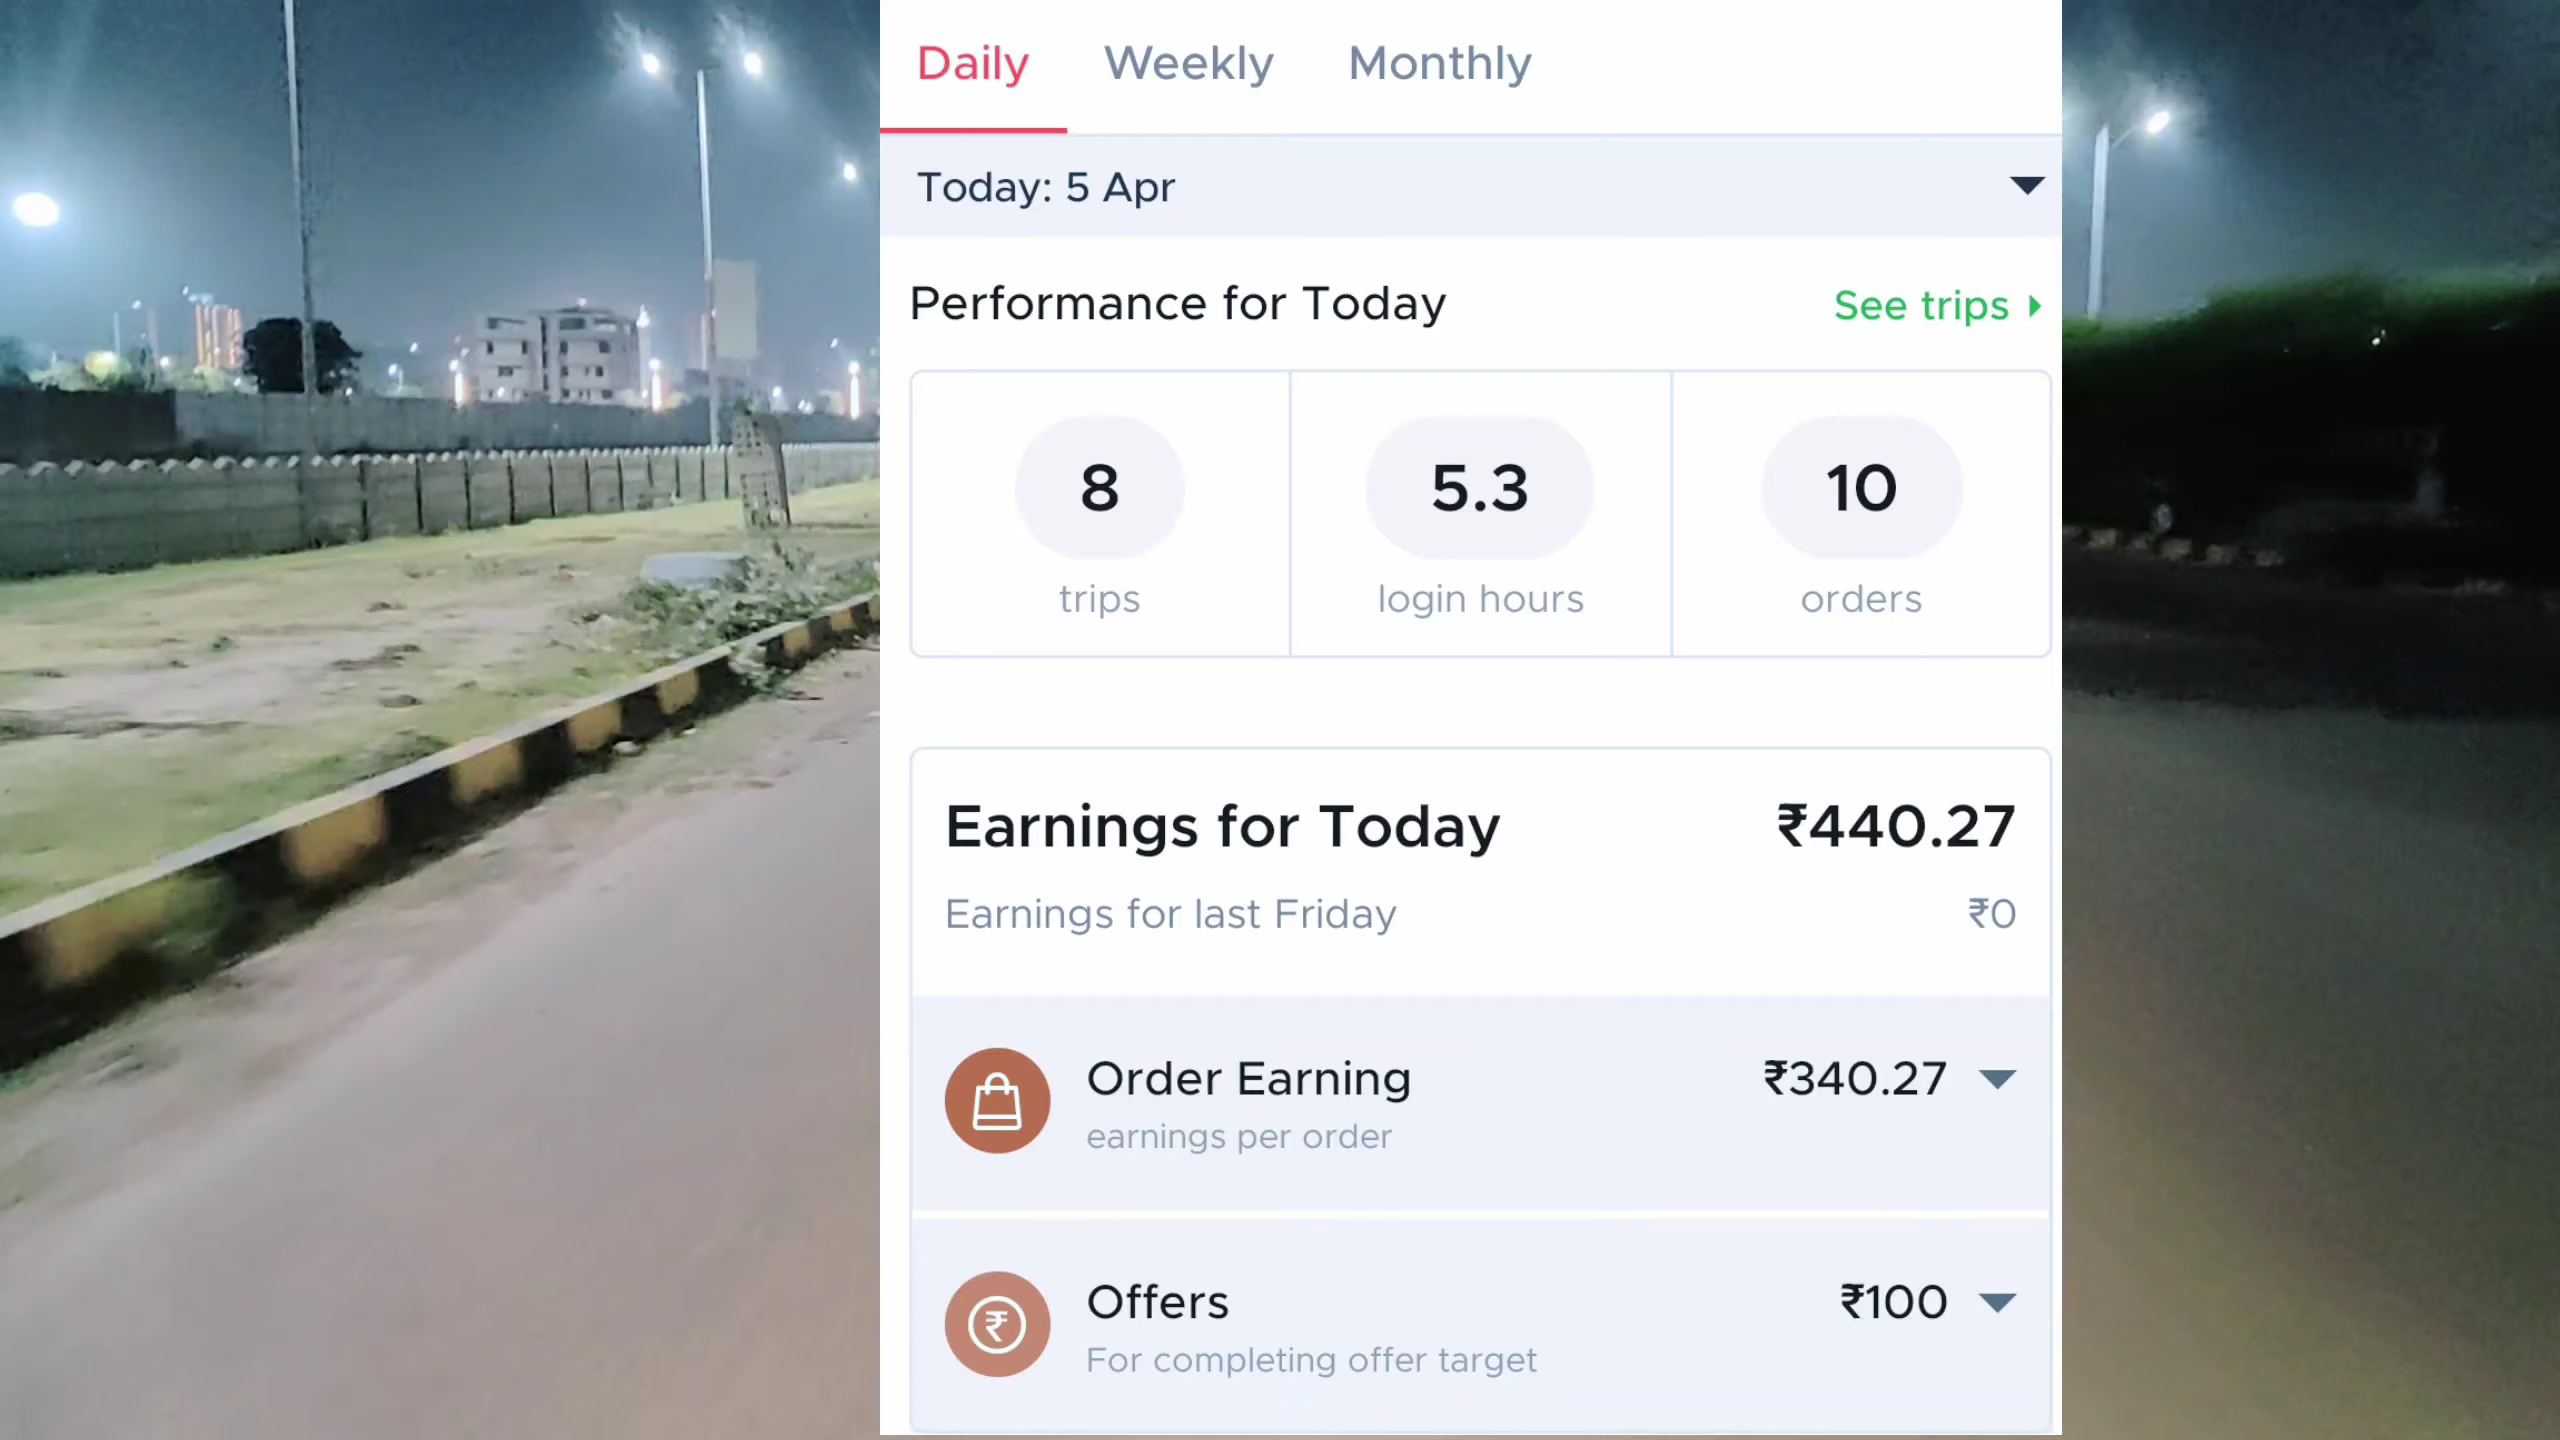 Daily Weekly Monthly
Today: 5 Apr
Performance for Today See trips
8 5.3 10
trips login hours orders
Earnings for Today ₹440.27
Earnings for last Friday ₹0
Order Earning ₹340.27
earnings per order
Offers ₹100
For completing offer target